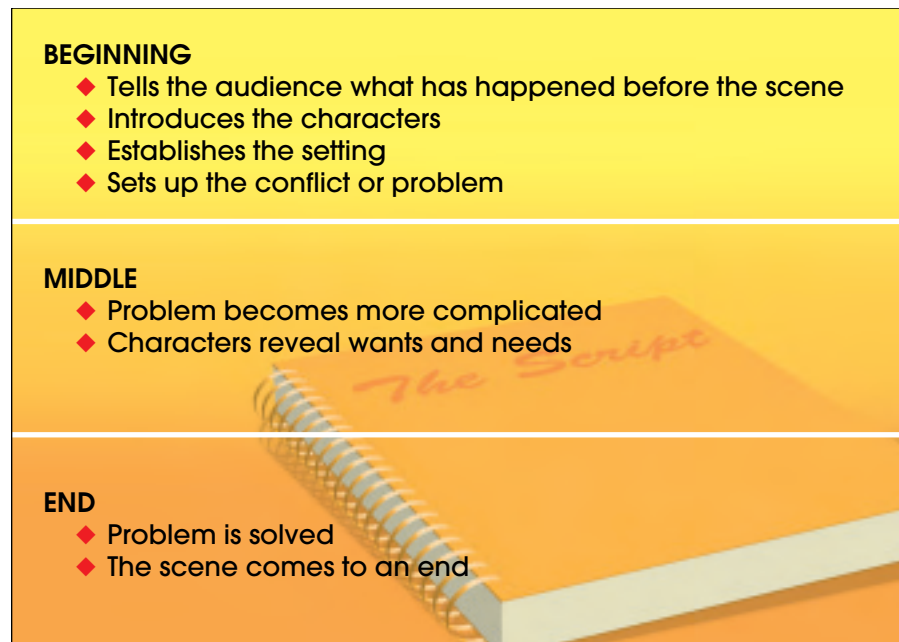 BEGINNING
◆ Tells the audience what has happened before the scene
◆ Introduces the characters
◆ Establishes the setting
◆ Sets up the conflict or problem
MIDDLE
◆ Problem becomes more complicated
◆ Characters reveal wants and needs
The Script
END
◆ Problem is solved
◆ The scene comes to an end